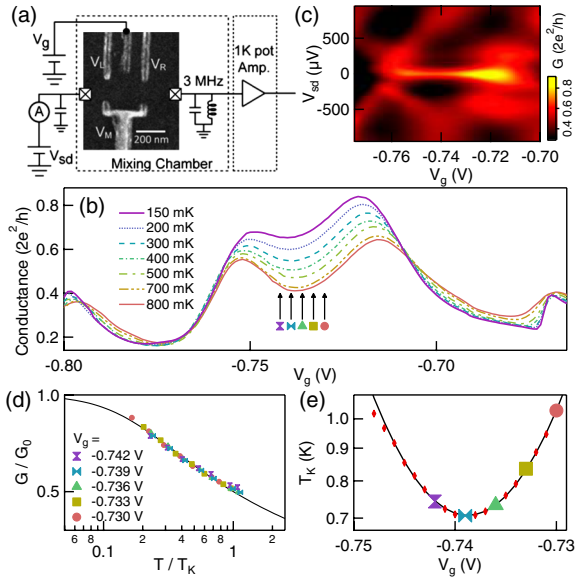 (a)
V_g
V_L
V_R
V_M
200 nm
A
V_sd
3 MHz
Mixing Chamber
1K pot
Amp.
(c)
V_sd (µV)
500
0
-500
-0.76
-0.74
-0.72
-0.70
V_g (V)
G (2e²/h)
0.4 0.6 0.8
(b)
Conductance (2e²/h)
0.8
0.6
0.4
0.2
150 mK
200 mK
300 mK
400 mK
500 mK
700 mK
800 mK
-0.80
-0.75
-0.70
V_g (V)
(d)
G / G_0
1.0
0.5
V_g =
-0.742 V
-0.739 V
-0.736 V
-0.733 V
-0.730 V
6 8
0.1
2 4 6 8
1
2
T / T_K
(e)
T_K (K)
1.0
0.9
0.8
0.7
-0.75
-0.74
-0.73
V_g (V)